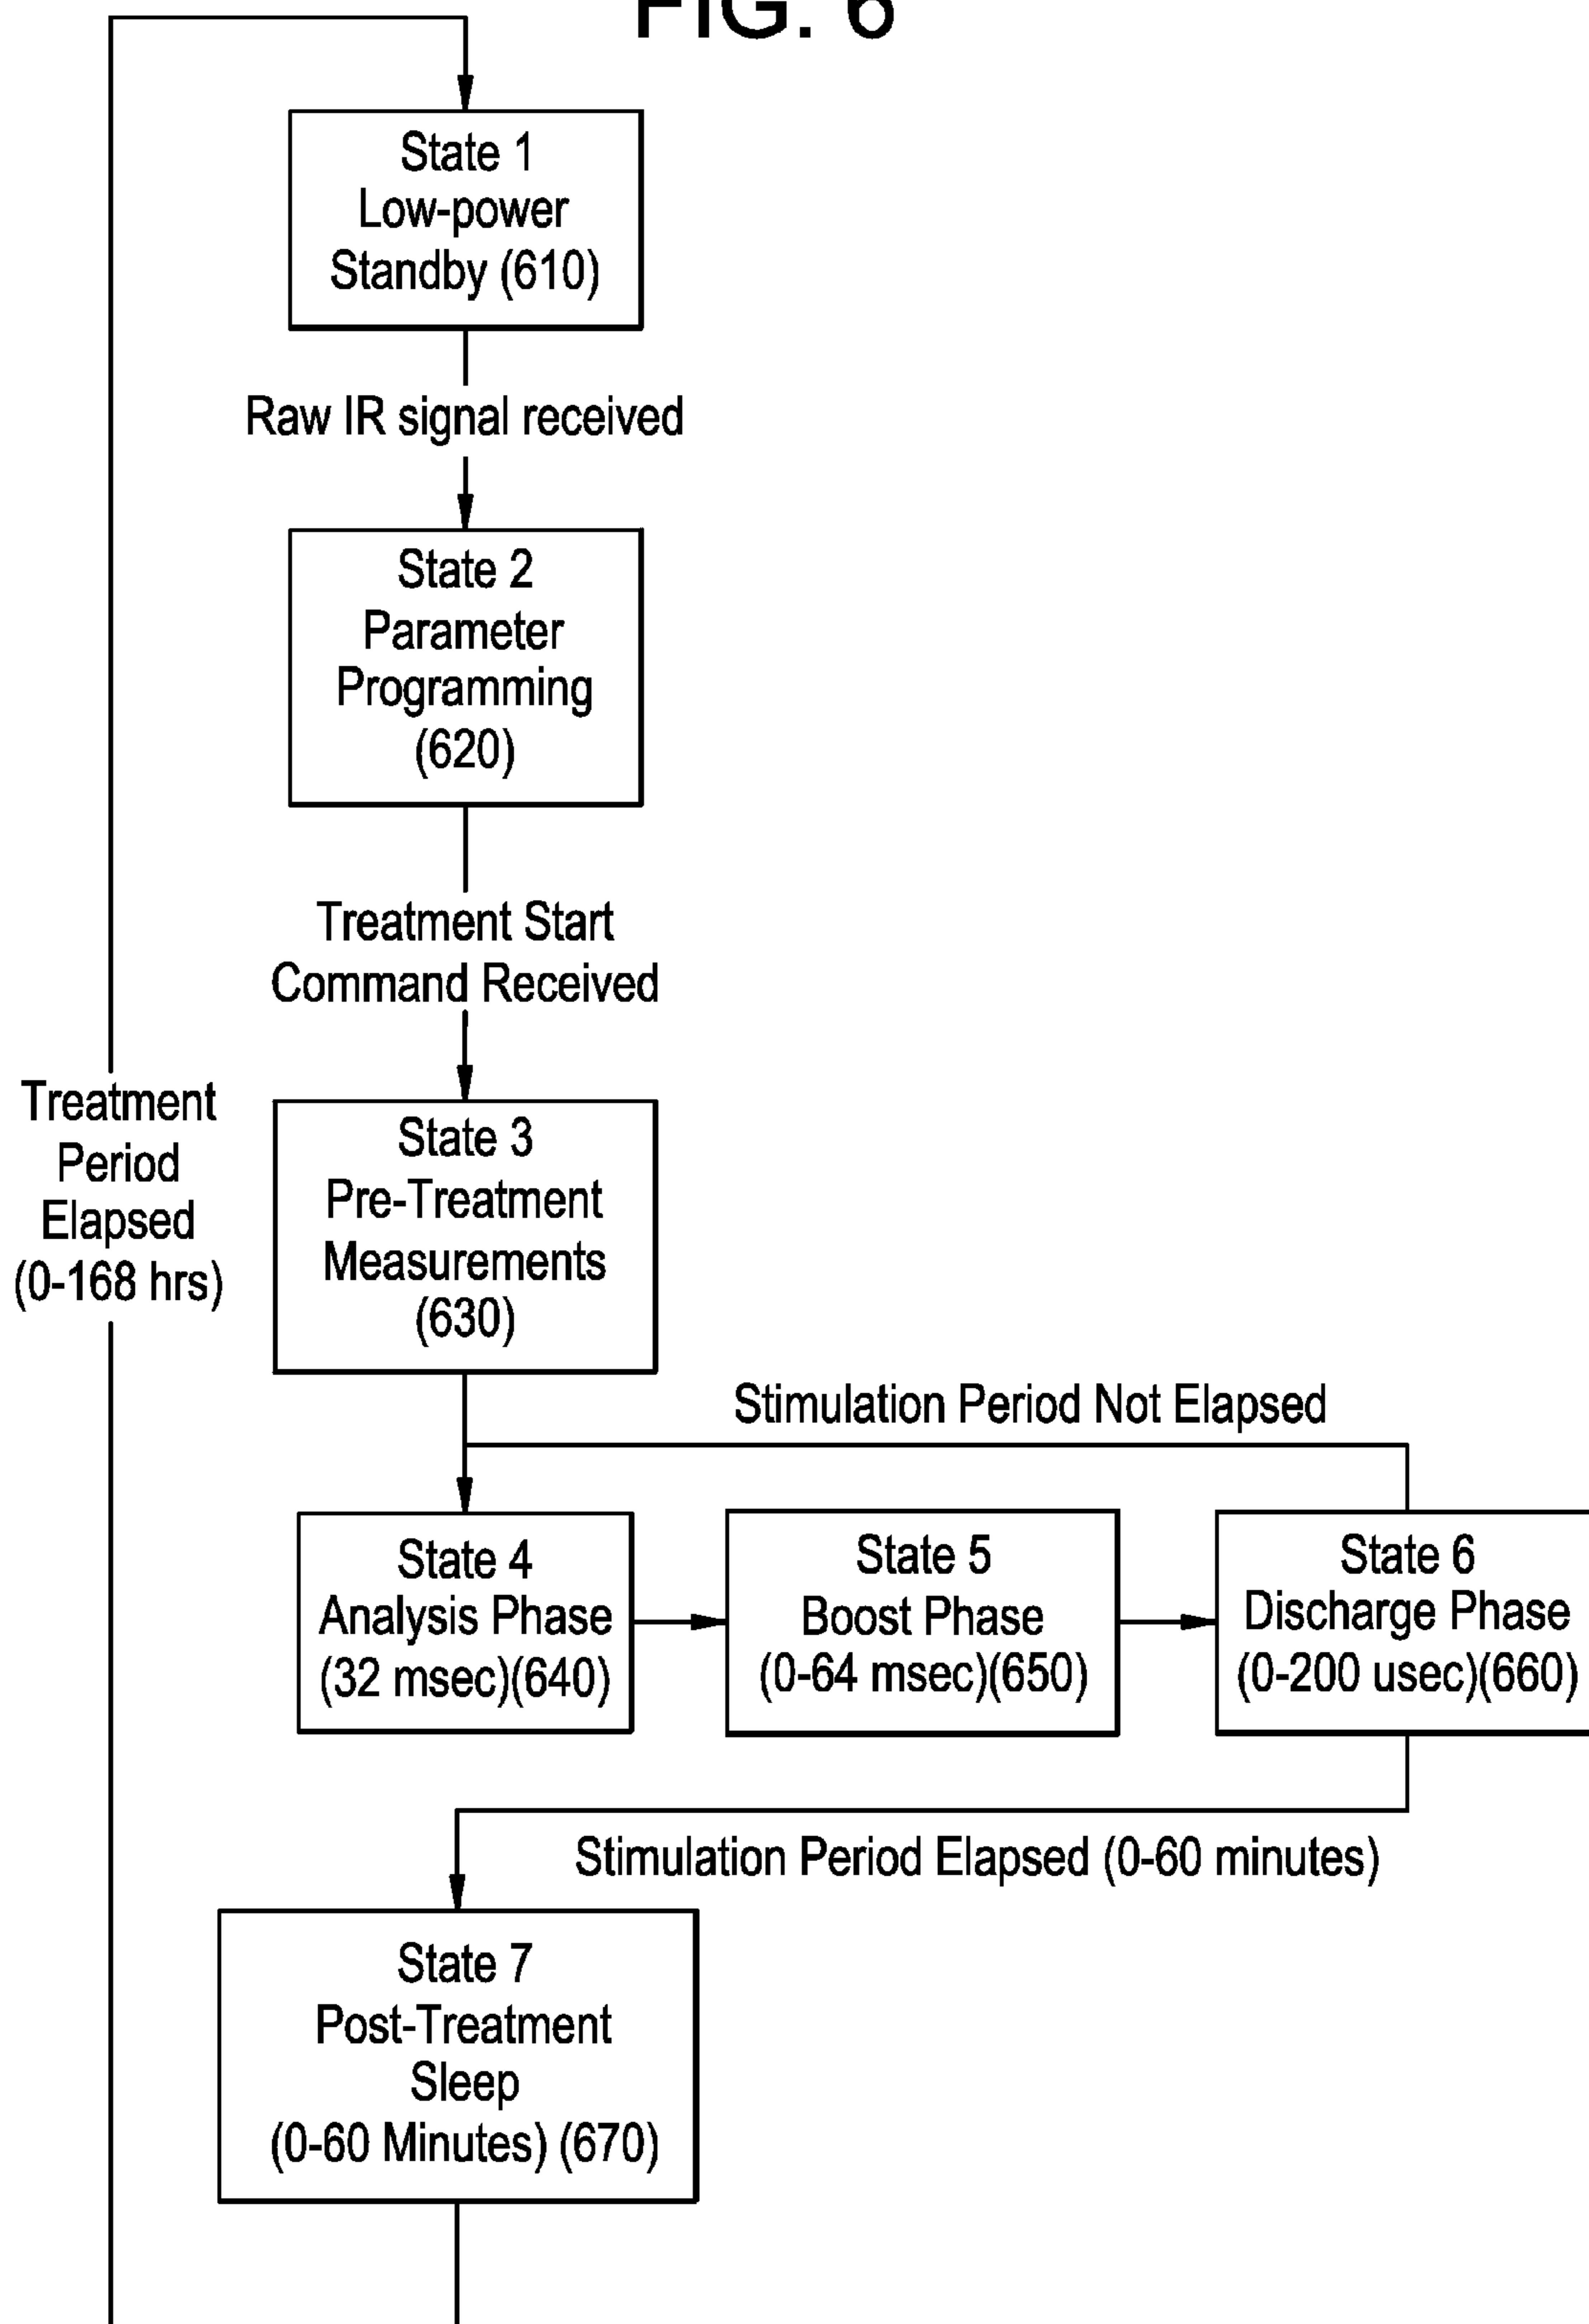 FIG. 6
State 1
Low-power
Standby (610)
Raw IR signal received
State 2
Parameter
Programming
(620)
Treatment Start
Command Received
Treatment
Period
Elapsed
(0-168 hrs)
State 3
Pre-Treatment
Measurements
(630)
Stimulation Period Not Elapsed
State 4
Analysis Phase
(32 msec)(640)
State 5
Boost Phase
(0-64 msec)(650)
State 6
Discharge Phase
(0-200 usec)(660)
Stimulation Period Elapsed (0-60 minutes)
State 7
Post-Treatment
Sleep
(0-60 Minutes) (670)